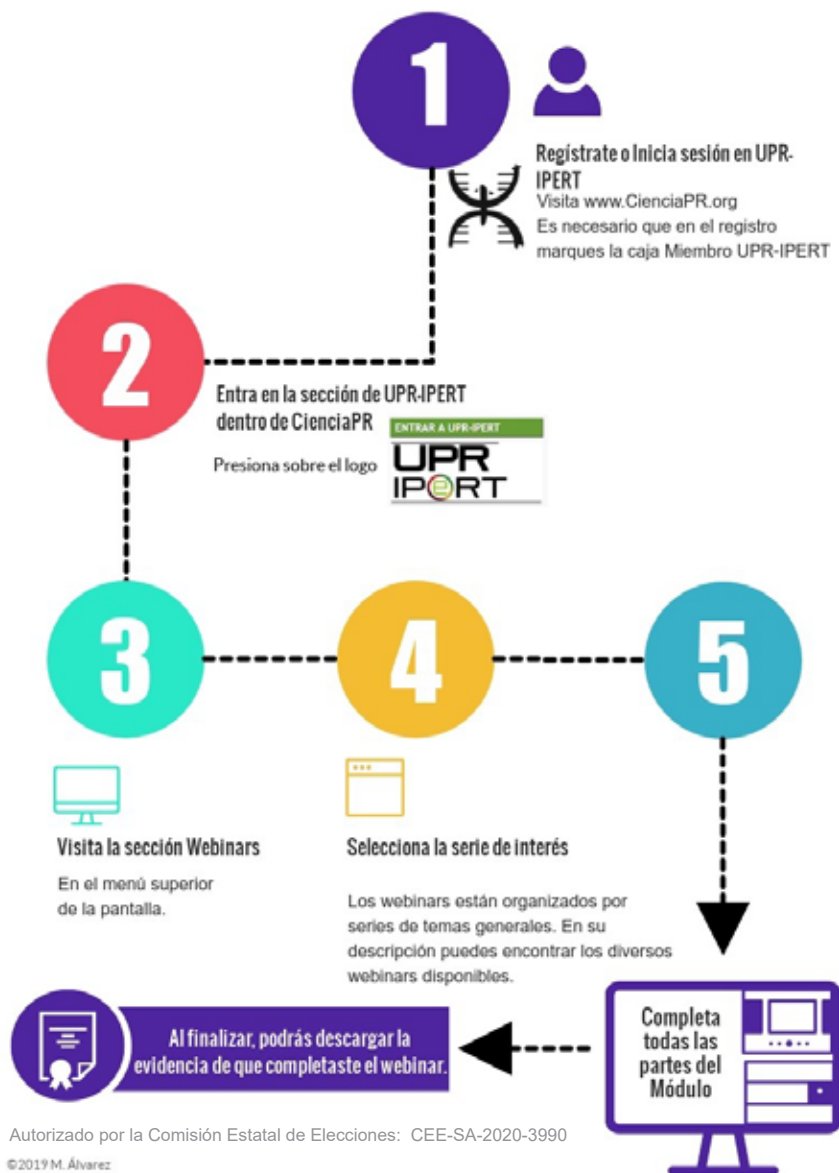 1
Regístrate o Inicia sesión en UPR-
IPERT
Visita www.CienciaPR.org
Es necesario que en el registro
marques la caja Miembro UPR-IPERT
2
Entra en la sección de UPR-IPERT
dentro de CienciaPR
Presiona sobre el logo
ENTRAR A UPR-IPERT
UPR
IPeRT
3
4
5
Visita la sección Webinars
En el menú superior
de la pantalla.
Selecciona la serie de interés
Los webinars están organizados por
series de temas generales. En su
descripción puedes encontrar los diversos
webinars disponibles.
Completa
todas las
partes del
Módulo
Al finalizar, podrás descargar la
evidencia de que completaste el webinar.
Autorizado por la Comisión Estatal de Elecciones: CEE-SA-2020-3990
©2019 M. Álvarez